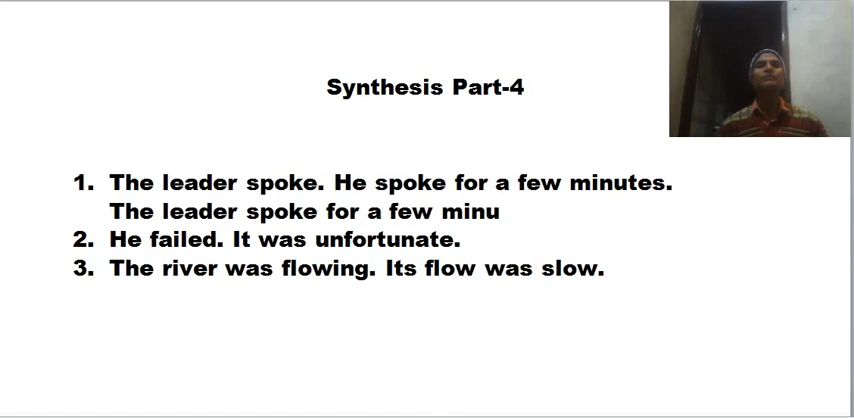 Synthesis Part-4
1. The leader spoke. He spoke for a few minutes.
The leader spoke for a few minu
2. He failed. It was unfortunate.
3. The river was flowing. Its flow was slow.